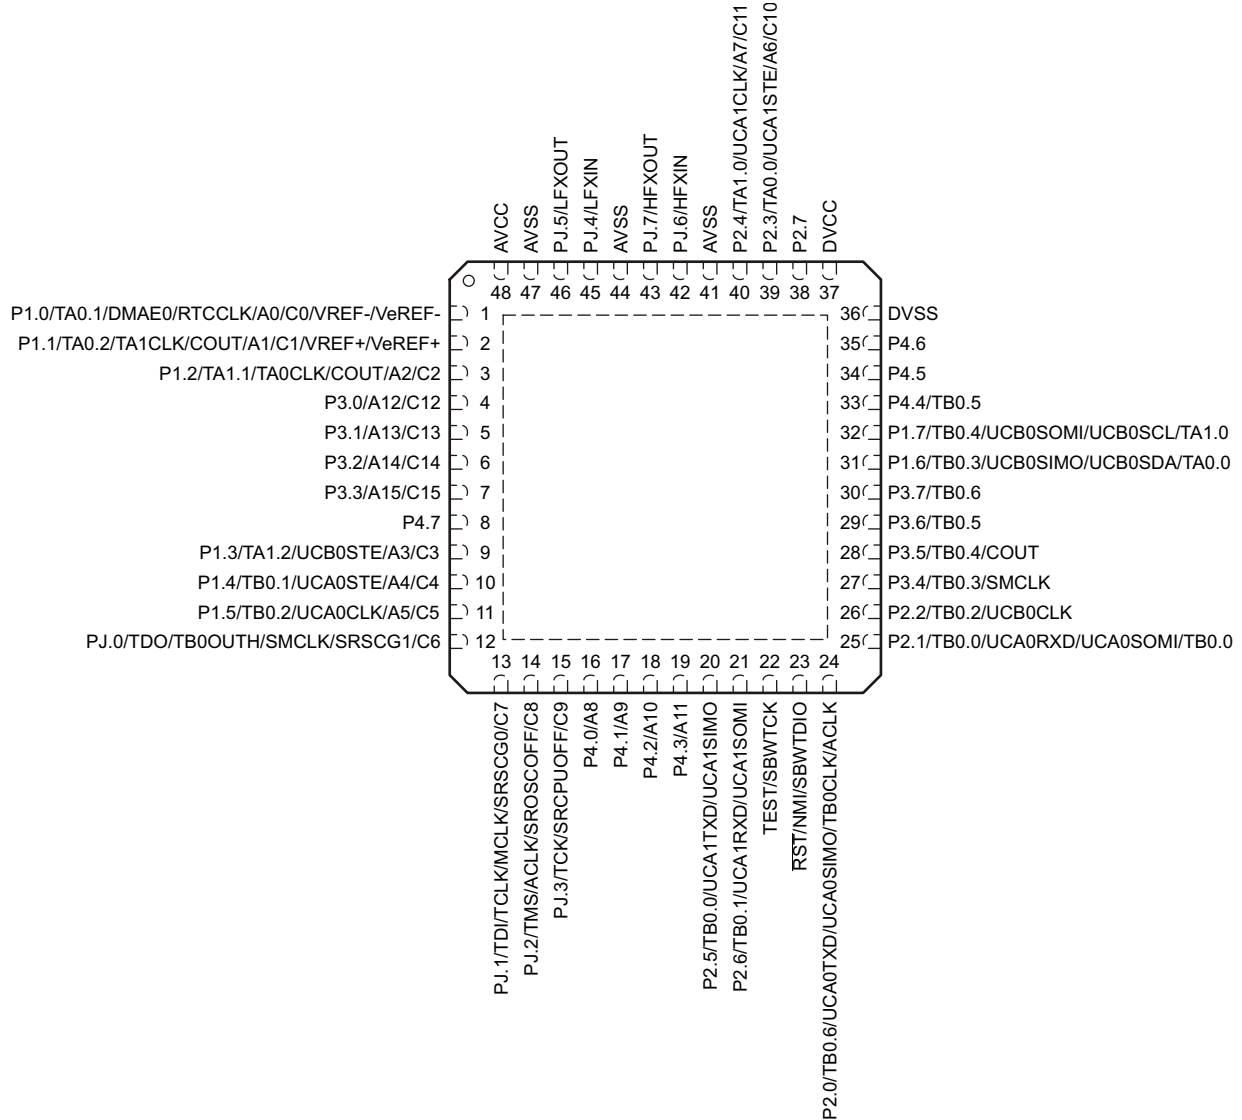 P2.4/TA1.0/UCA1CLK/A7/C11
P2.3/TA0.0/UCA1STE/A6/C10
AVCC
AVSS
PJ.5/LFXOUT
PJ.4/LFXIN
AVSS
PJ.7/HFXOUT
PJ.6/HFXIN
AVSS
P2.7
DVCC
48 47 46 45 44 43 42 41 40 39 38 37
P1.0/TA0.1/DMAE0/RTCCLK/A0/C0/VREF-/VeREF- 1
P1.1/TA0.2/TA1CLK/COUT/A1/C1/VREF+/VeREF+ 2
P1.2/TA1.1/TA0CLK/COUT/A2/C2 3
P3.0/A12/C12 4
P3.1/A13/C13 5
P3.2/A14/C14 6
P3.3/A15/C15 7
P4.7 8
P1.3/TA1.2/UCB0STE/A3/C3 9
P1.4/TB0.1/UCA0STE/A4/C4 10
P1.5/TB0.2/UCA0CLK/A5/C5 11
PJ.0/TDO/TB0OUTH/SMCLK/SRSCG1/C6 12
36 DVSS
35 P4.6
34 P4.5
33 P4.4/TB0.5
32 P1.7/TB0.4/UCB0SOMI/UCB0SCL/TA1.0
31 P1.6/TB0.3/UCB0SIMO/UCB0SDA/TA0.0
30 P3.7/TB0.6
29 P3.6/TB0.5
28 P3.5/TB0.4/COUT
27 P3.4/TB0.3/SMCLK
26 P2.2/TB0.2/UCB0CLK
25 P2.1/TB0.0/UCA0RXD/UCA0SOMI/TB0.0
13 14 15 16 17 18 19 20 21 22 23 24
PJ.1/TDI/TCLK/MCLK/SRSCG0/C7
PJ.2/TMS/ACLK/SROSCOFF/C8
PJ.3/TCK/SRCPUOFF/C9
P4.0/A8
P4.1/A9
P4.2/A10
P4.3/A11
P2.5/TB0.0/UCA1TXD/UCA1SIMO
P2.6/TB0.1/UCA1RXD/UCA1SOMI
TEST/SBWTCK
RST/NMI/SBWTDIO
P2.0/TB0.6/UCA0TXD/UCA0SIMO/TB0CLK/ACLK